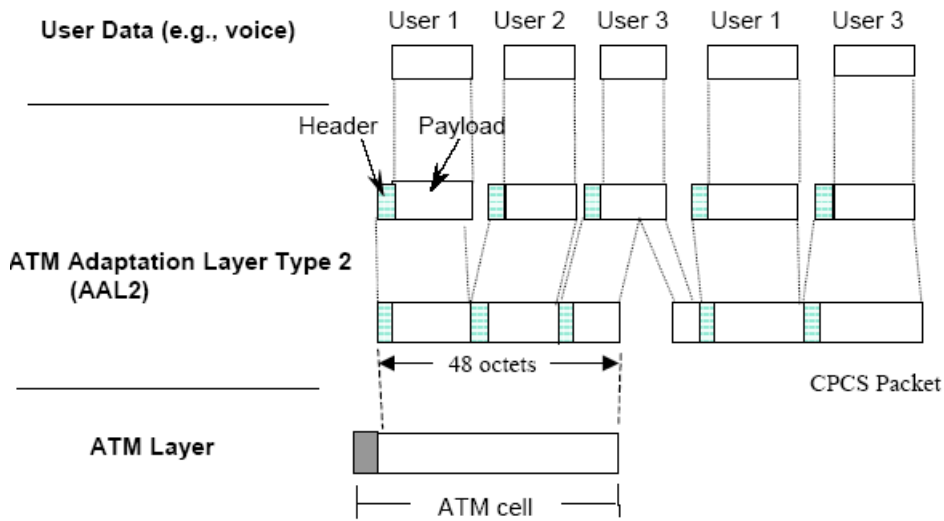 User Data (e.g., voice)
User 1
User 2
User 3
User 1
User 3
Header
Payload
ATM Adaptation Layer Type 2
(AAL2)
48 octets
CPCS Packet
ATM Layer
ATM cell